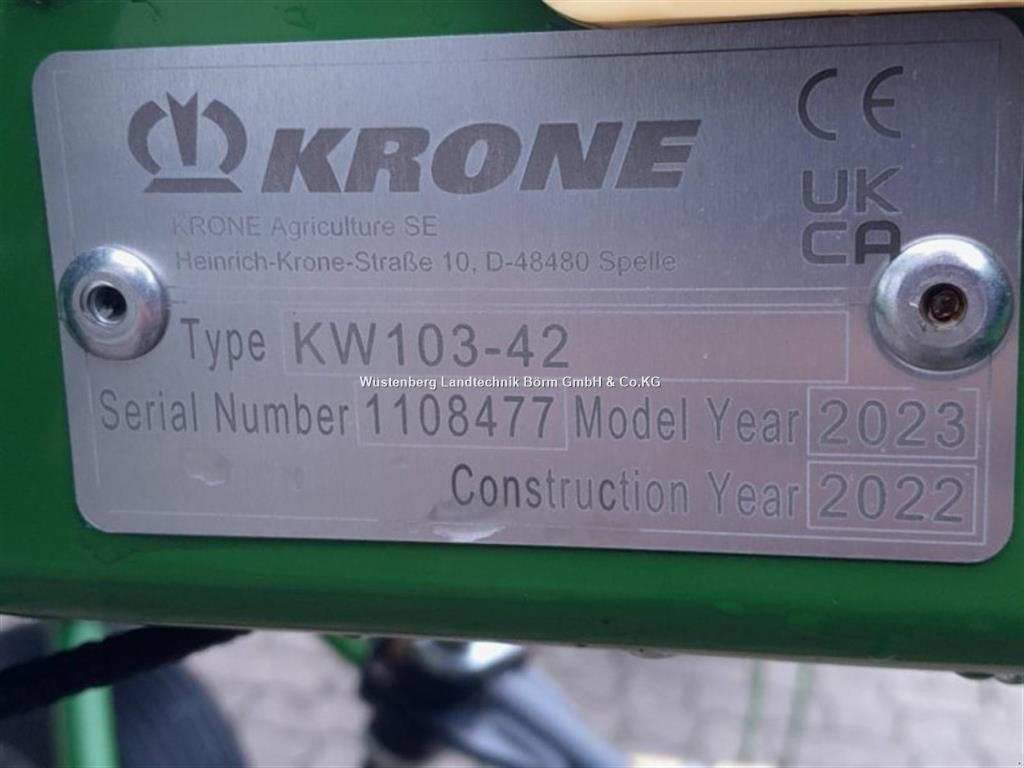 KRONE
CE
UK
CA
KRONE Agriculture SE
Heinrich-Krone-Straße 10, D-48480 Spelle
Type KW103-42
Wüstenberg Landtechnik Börm GmbH & Co.KG
Serial Number 1108477 Model Year 2023
Construction Year 2022